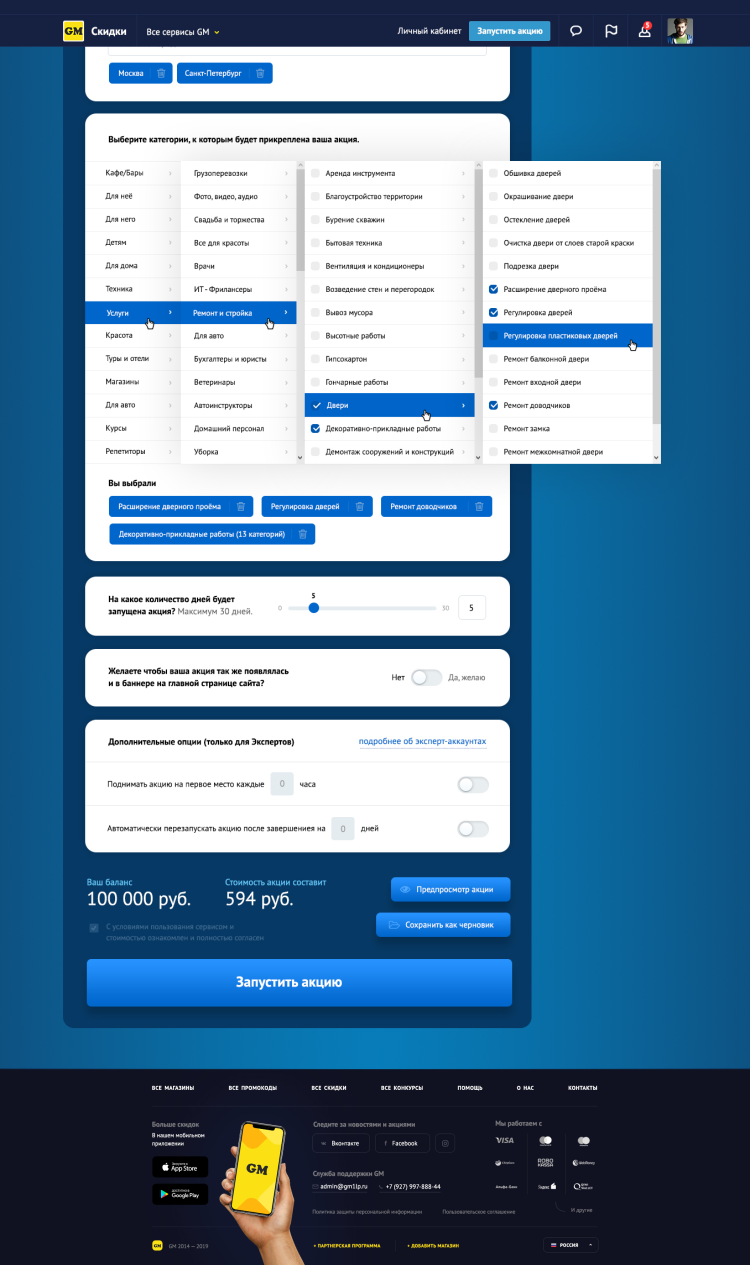 GM Скидки
Все сервисы GM
Личный кабинет
Запустить акцию
5
Москва
Санкт-Петербург
Выберите категории, к которым будет прикреплена ваша акция.
Кафе/Бары
Для неё
Для него
Детям
Для дома
Техника
Услуги
Красота
Туры и отели
Магазины
Для авто
Курсы
Репетиторы
Грузоперевозки
Фото, видео, аудио
Свадьба и торжества
Все для красоты
Врачи
ИТ - Фрилансеры
Ремонт и стройка
Для авто
Бухгалтеры и юристы
Ветеринары
Автоинструкторы
Домашний персонал
Уборка
Аренда инструмента
Благоустройство территории
Бурение скважин
Бытовая техника
Вентиляция и кондиционеры
Возведение стен и перегородок
Вывоз мусора
Высотные работы
Гипсокартон
Гончарные работы
Двери
Декоративно-прикладные работы
Демонтаж сооружений и конструкций
Обшивка дверей
Окрашивание двери
Остекление дверей
Очистка двери от слоев старой краски
Подрезка двери
Расширение дверного проёма
Регулировка дверей
Регулировка пластиковых дверей
Ремонт балконной двери
Ремонт входной двери
Ремонт доводчиков
Ремонт замка
Ремонт межкомнатной двери
Вы выбрали
Расширение дверного проёма
Регулировка дверей
Ремонт доводчиков
Декоративно-прикладные работы (13 категорий)
На какое количество дней будет
запущена акция? Максимум 30 дней.
5
0
30
5
Желаете чтобы ваша акция так же появлялась
и в баннере на главной странице сайта?
Нет
Да, желаю
Дополнительные опции (только для Экспертов)
подробнее об эксперт-аккаунтах
Поднимать акцию на первое место каждые 0 часа
Автоматически перезапускать акцию после завершениея на 0 дней
Ваш баланс
100 000 руб.
Стоимость акции составит
594 руб.
Предпросмотр акции
С условиями пользования сервисом и
стоимостью ознакомлен и полностью согласен
Сохранить как черновик
Запустить акцию
ВСЕ МАГАЗИНЫ
ВСЕ ПРОМОКОДЫ
ВСЕ СКИДКИ
ВСЕ КОНКУРСЫ
ПОМОЩЬ
О НАС
КОНТАКТЫ
Больше скидок
В нашем мобильном
приложении
App Store
Google Play
GM
Следите за новостями и акциями
Вконтакте
Facebook
Служба поддержки GM
admin@gm1lp.ru
+7 (927) 997-888-44
Политика защиты персональной информации
Пользовательское соглашение
Мы работаем с
VISA
ROBO
KASSA
WebMoney
Альфа-Банк
Яндекс
И другие
GM
GM 2014 — 2019
+ ПАРТНЕРСКАЯ ПРОГРАММА
+ ДОБАВИТЬ МАГАЗИН
РОССИЯ